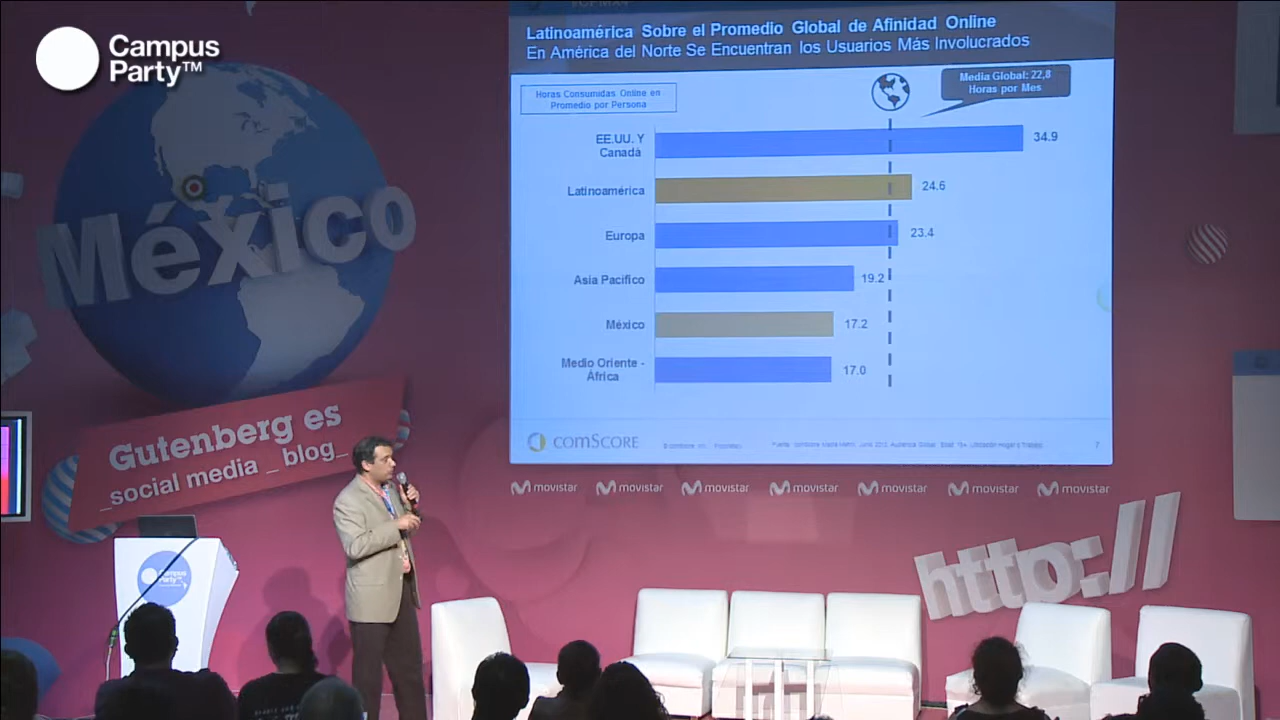 Campus
Party™
México
Gutenberg es
_social media _ blog_
Campus
Party™
Latinoamérica Sobre el Promedio Global de Afinidad Online
En América del Norte Se Encuentran los Usuarios Más Involucrados
Horas Consumidas Online en
Promedio por Persona
Media Global: 22,8
Horas por Mes
EE.UU. Y
Canadá
34.9
Latinoamérica
24.6
Europa
23.4
Asia Pacífico
19.2
México
17.2
Medio Oriente -
África
17.0
comSCORE
7
movistar
movistar
movistar
movistar
movistar
movistar
movistar
http://